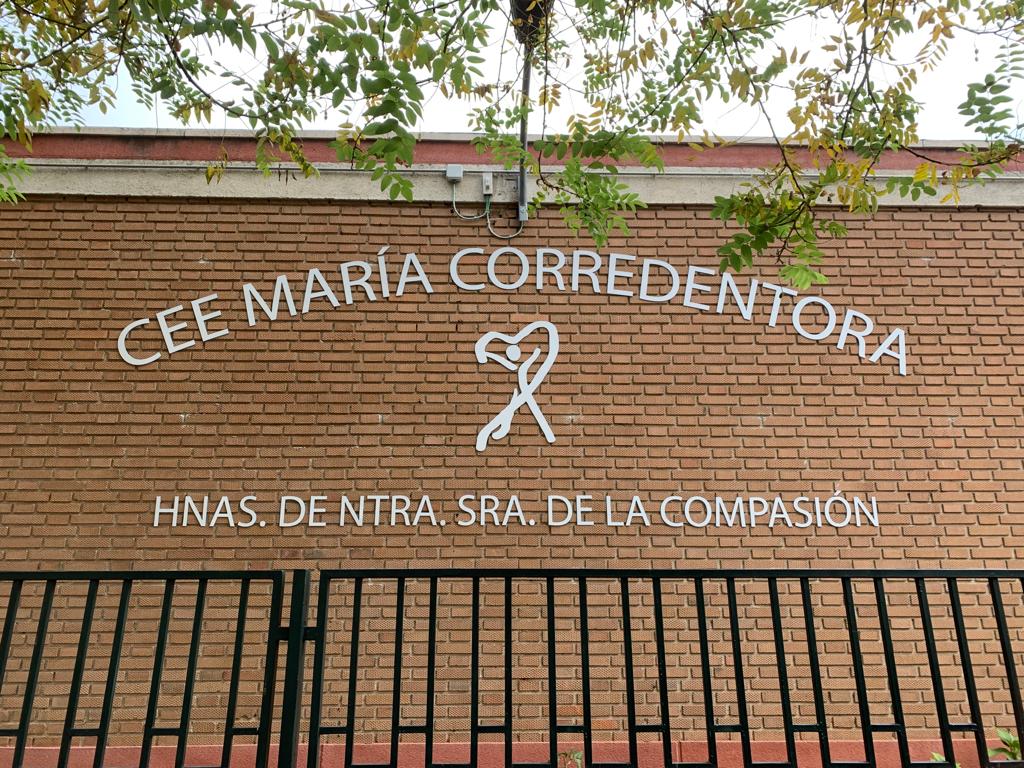 CEE MARÍA CORREDENTORA
HNAS. DE NTRA. SRA. DE LA COMPASIÓN